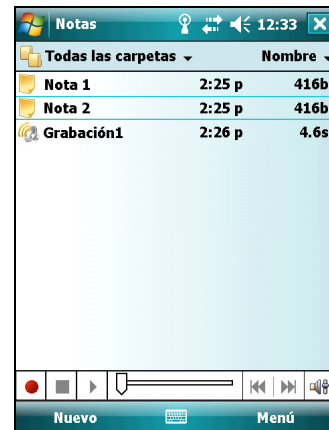 Notas 12:33
Todas las carpetas Nombre
Nota 1 2:25 p 416b
Nota 2 2:25 p 416b
Grabación1 2:26 p 4.6s
Nuevo Menú